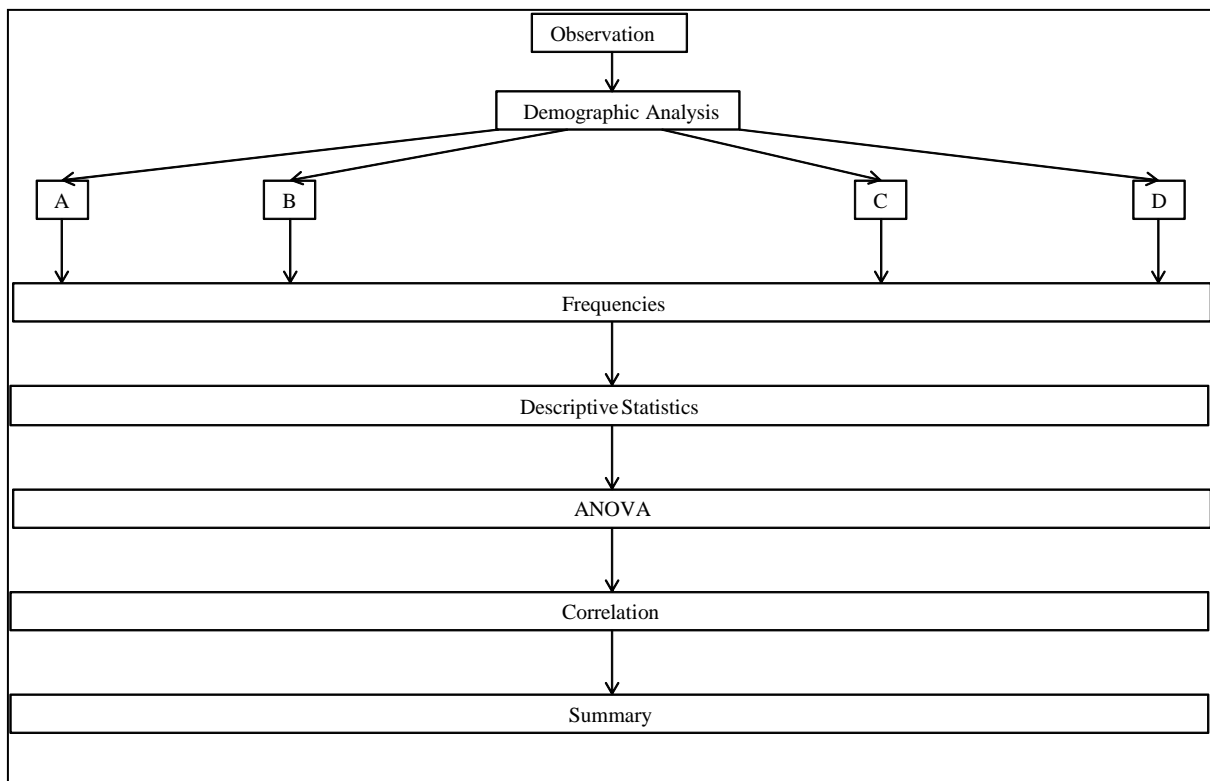 Observation
Demographic Analysis
A
B
C
D
Frequencies
Descriptive Statistics
ANOVA
Correlation
Summary